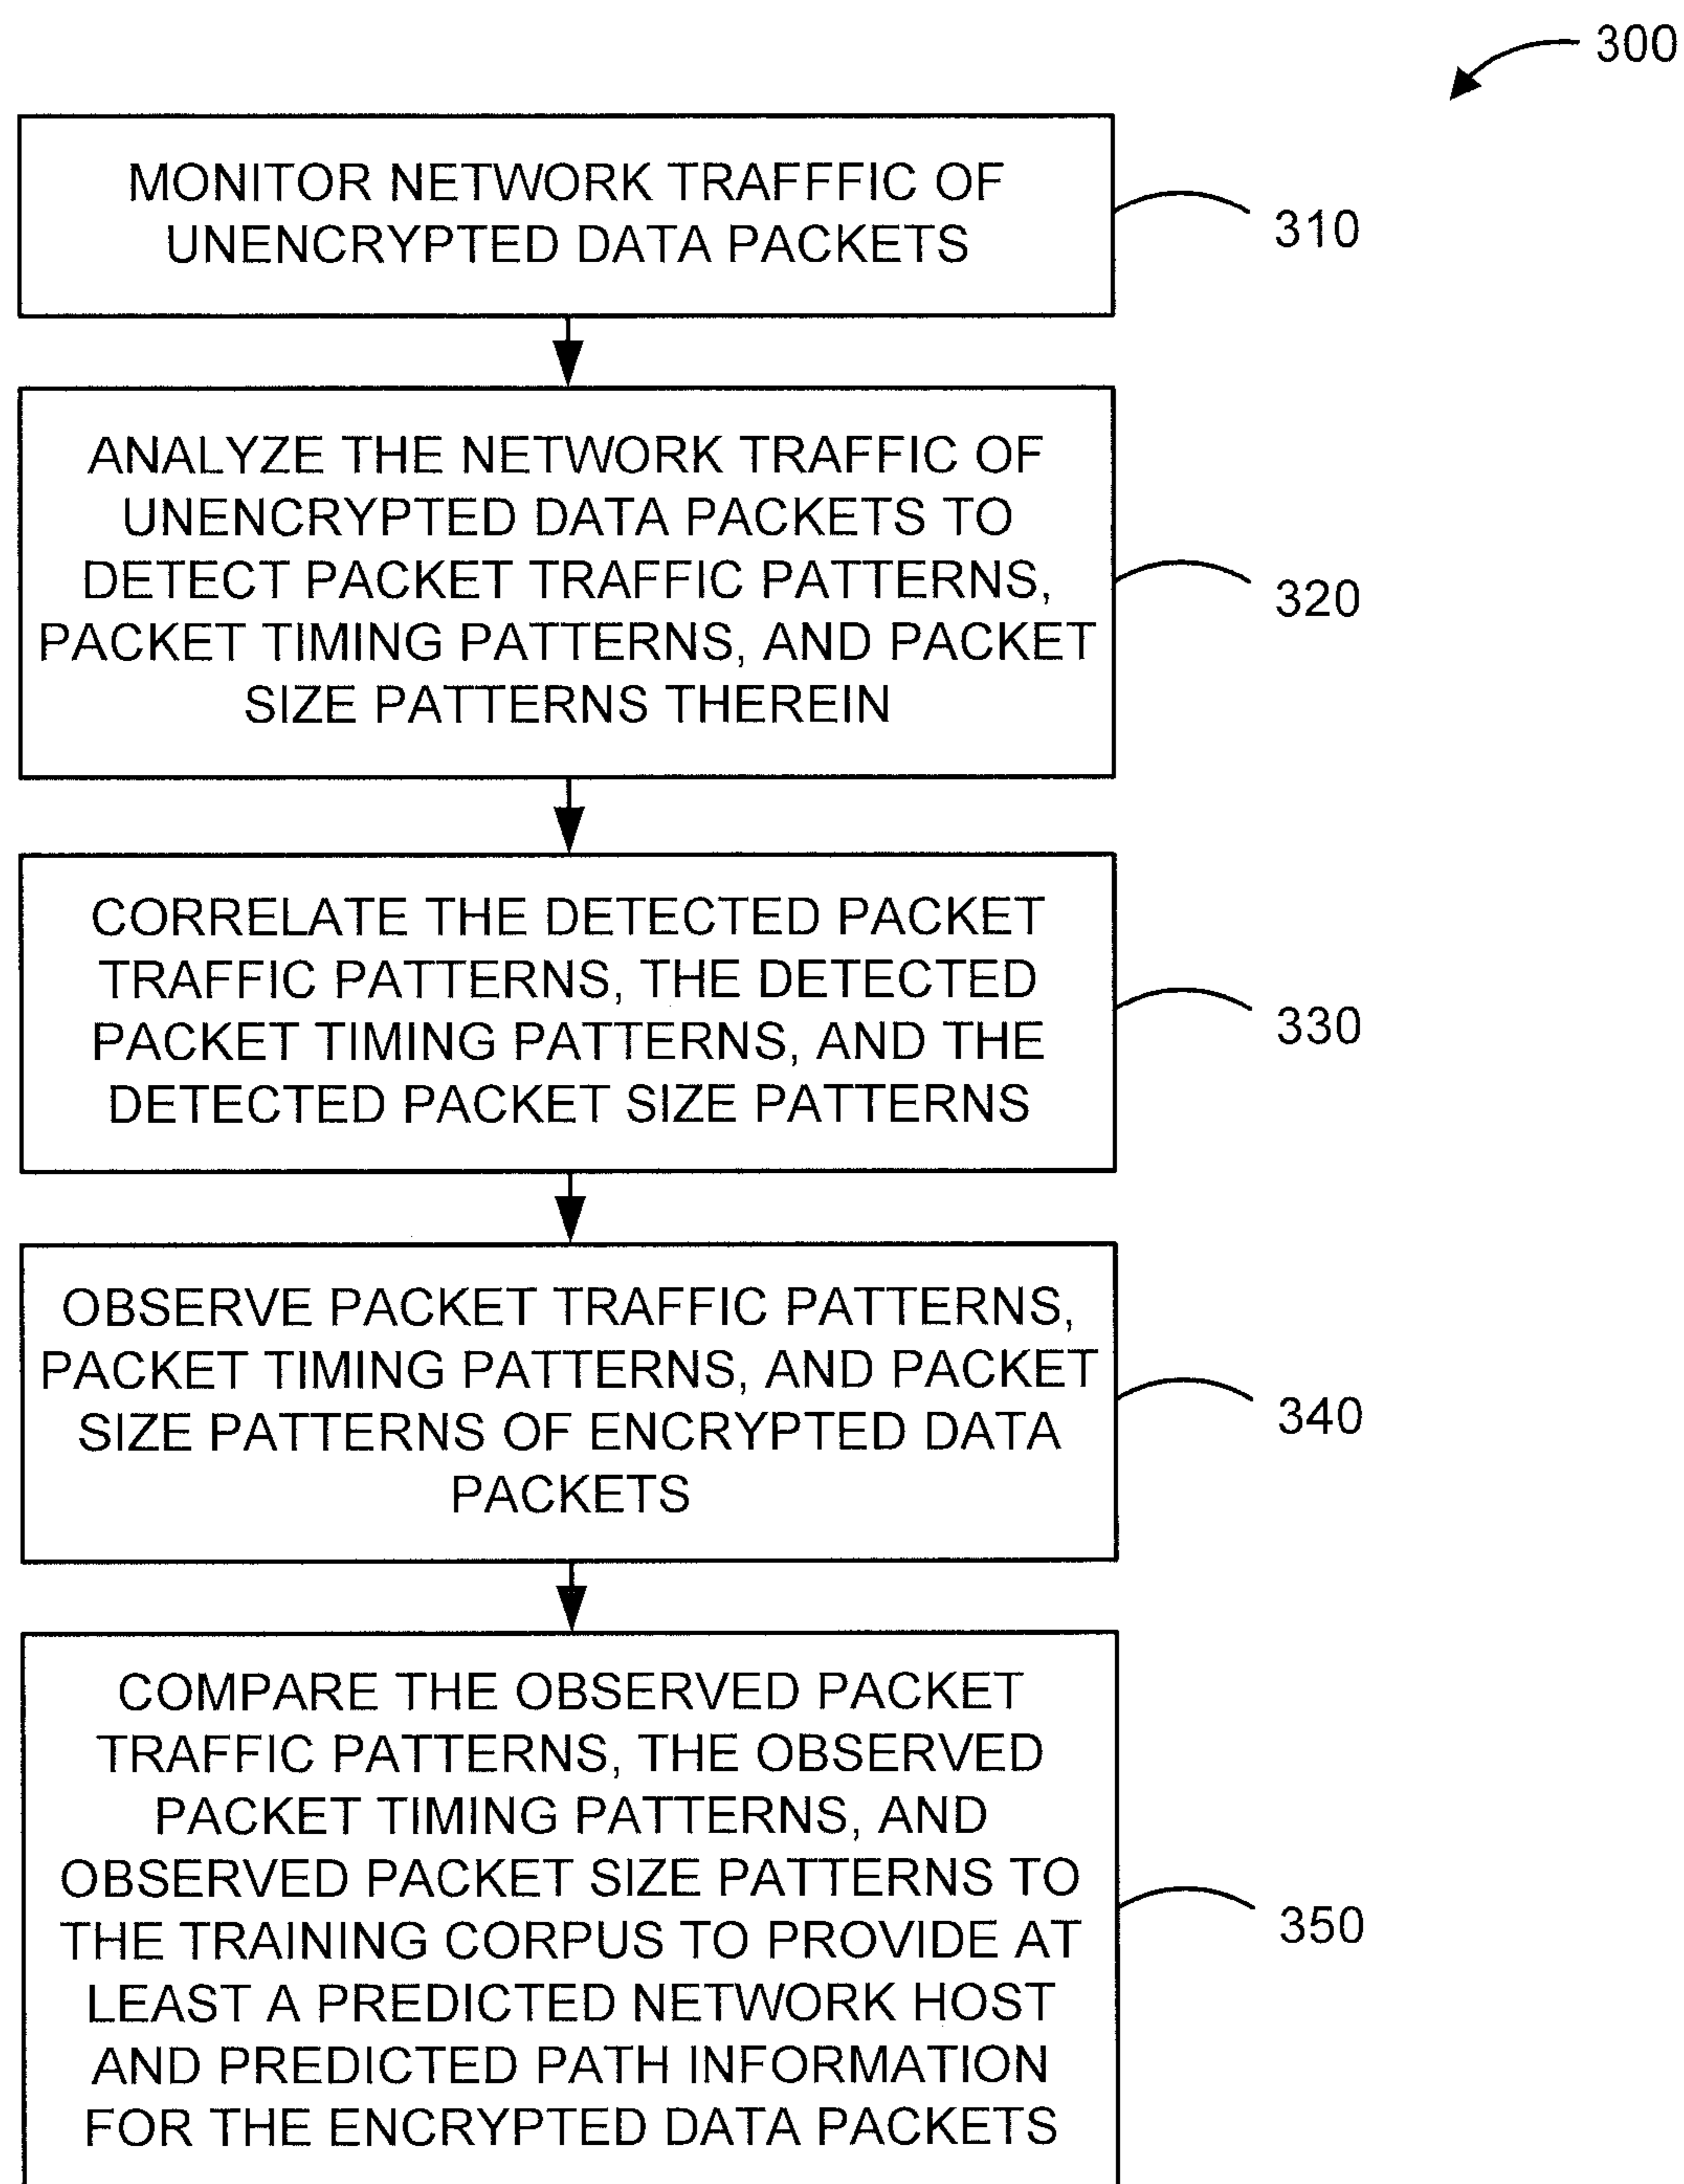 300
MONITOR NETWORK TRAFFFIC OF
UNENCRYPTED DATA PACKETS
310
ANALYZE THE NETWORK TRAFFIC OF
UNENCRYPTED DATA PACKETS TO
DETECT PACKET TRAFFIC PATTERNS,
PACKET TIMING PATTERNS, AND PACKET
SIZE PATTERNS THEREIN
320
CORRELATE THE DETECTED PACKET
TRAFFIC PATTERNS, THE DETECTED
PACKET TIMING PATTERNS, AND THE
DETECTED PACKET SIZE PATTERNS
330
OBSERVE PACKET TRAFFIC PATTERNS,
PACKET TIMING PATTERNS, AND PACKET
SIZE PATTERNS OF ENCRYPTED DATA
PACKETS
340
COMPARE THE OBSERVED PACKET
TRAFFIC PATTERNS, THE OBSERVED
PACKET TIMING PATTERNS, AND
OBSERVED PACKET SIZE PATTERNS TO
THE TRAINING CORPUS TO PROVIDE AT
LEAST A PREDICTED NETWORK HOST
AND PREDICTED PATH INFORMATION
FOR THE ENCRYPTED DATA PACKETS
350